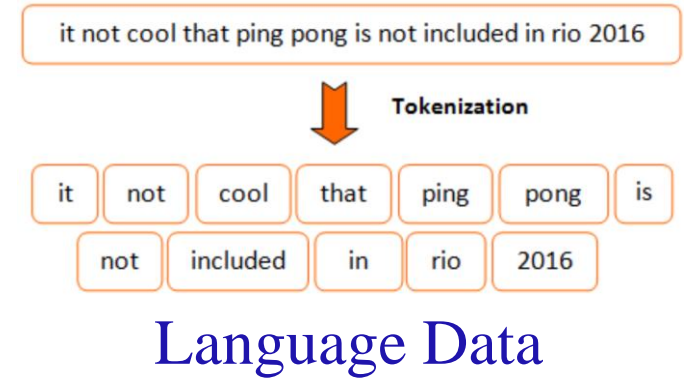 it not cool that ping pong is not included in rio 2016
Tokenization
it not cool that ping pong is
not included in rio 2016
Language Data